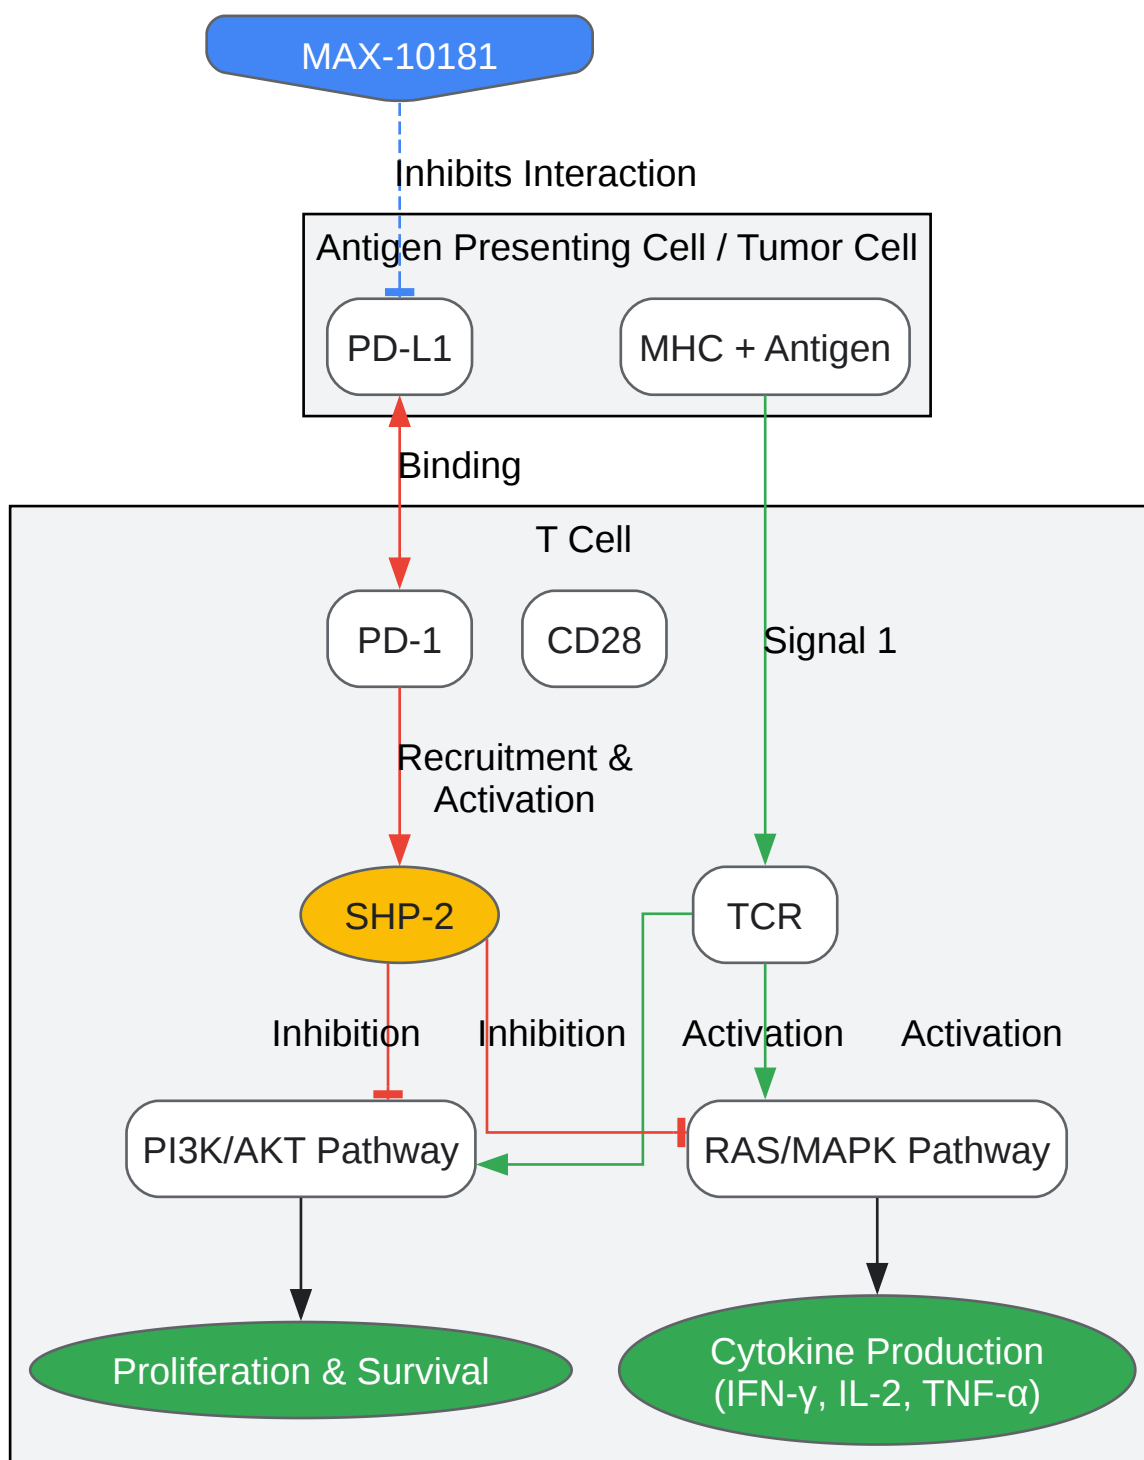 MAX-10181
Inhibits Interaction
Antigen Presenting Cell / Tumor Cell
PD-L1
MHC + Antigen
Binding
T Cell
PD-1
CD28
Signal 1
Recruitment &
Activation
SHP-2
TCR
Inhibition
Inhibition
Activation
Activation
PI3K/AKT Pathway
RAS/MAPK Pathway
Proliferation & Survival
Cytokine Production
(IFN-γ, IL-2, TNF-α)